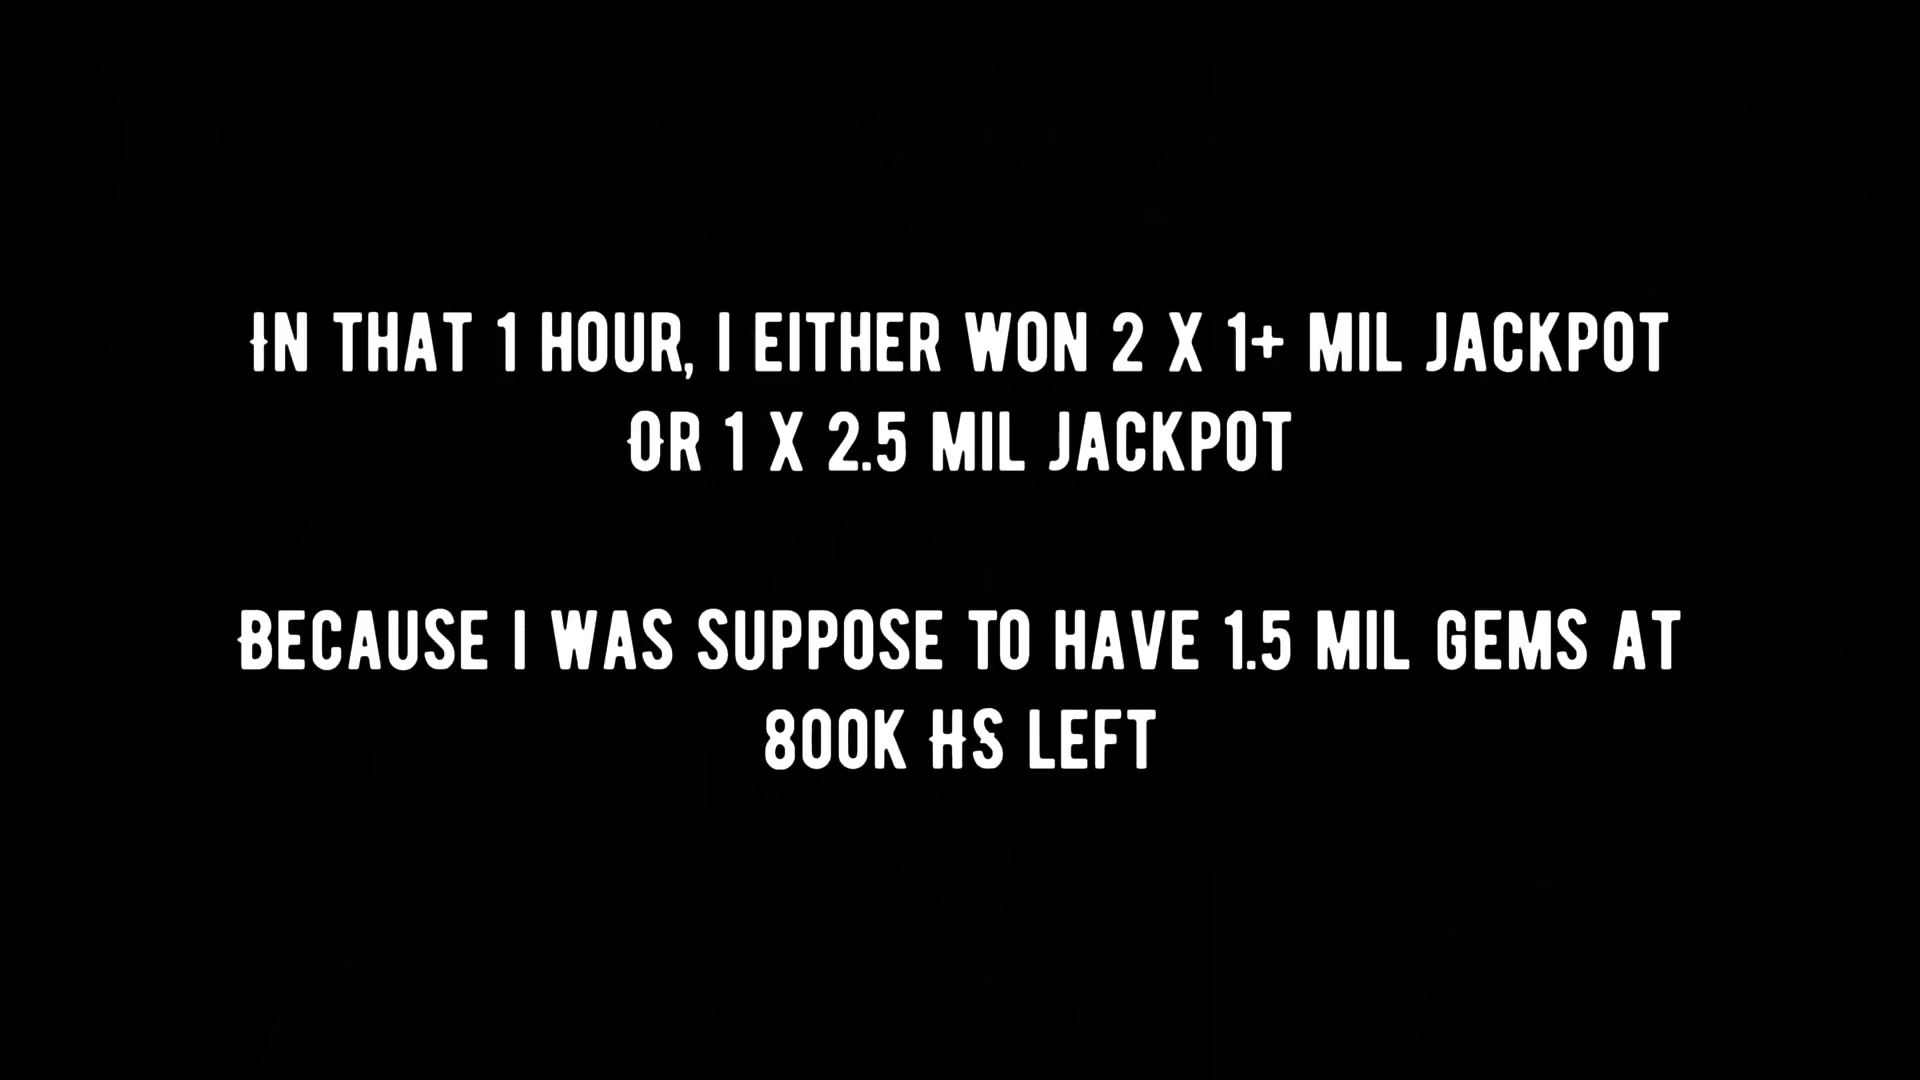 In that 1 hour, I either won 2 x 1+ mil jackpot
Or 1 x 2.5 mil jackpot
Because I was suppose to have 1.5 mil gems at
800k HS left